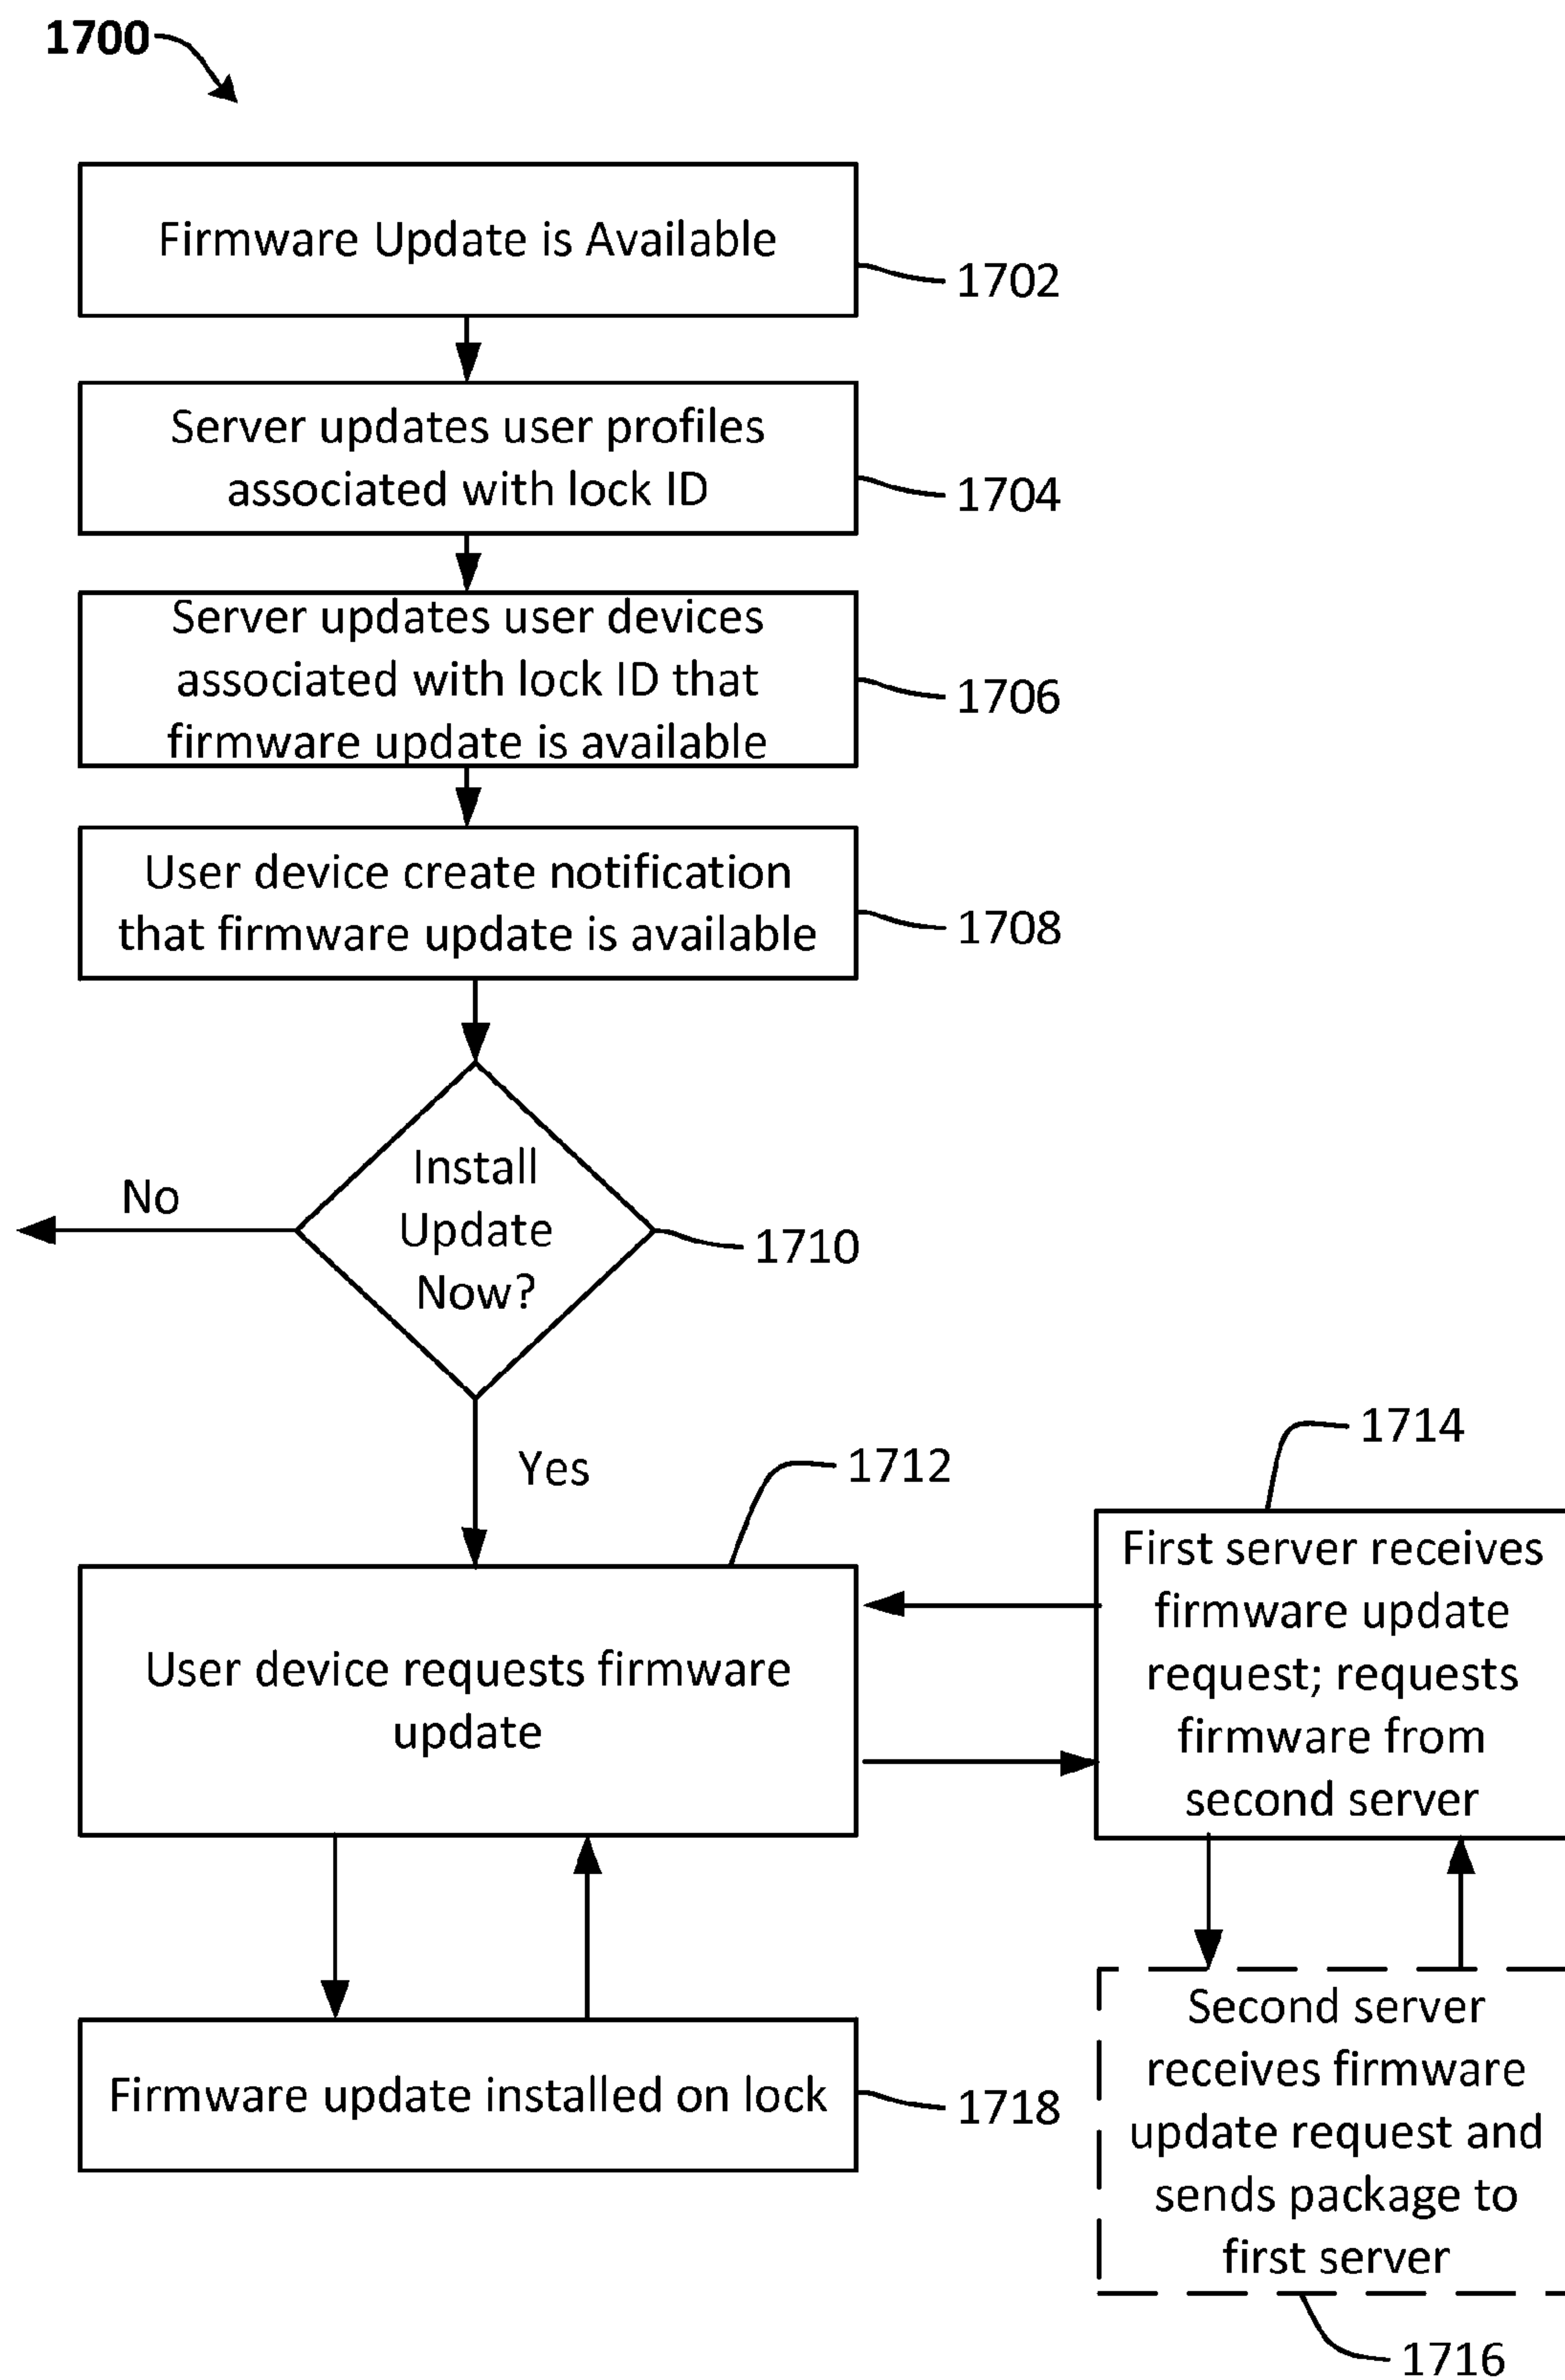 1700
Firmware Update is Available
1702
Server updates user profiles
associated with lock ID
1704
Server updates user devices
associated with lock ID that
firmware update is available
1706
User device create notification
that firmware update is available
1708
Install
Update
Now?
No
1710
Yes
1712
User device requests firmware
update
1714
First server receives
firmware update
request; requests
firmware from
second server
Firmware update installed on lock
1718
Second server
receives firmware
update request and
sends package to
first server
1716